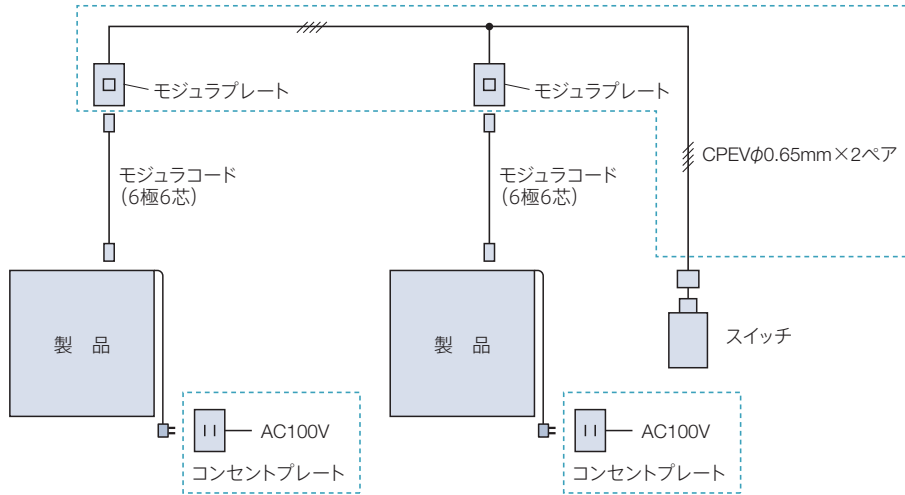 モジュラプレート
モジュラプレート
CPEVφ0.65mm×2ペア
モジュラコード
(6極6芯)
モジュラコード
(6極6芯)
製 品
製 品
スイッチ
AC100V
コンセントプレート
AC100V
コンセントプレート